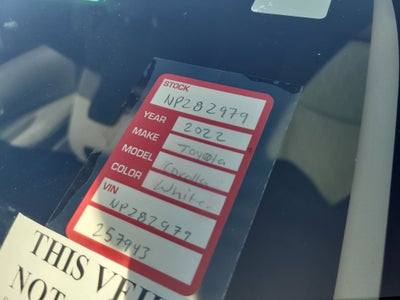 STOCK
NP282979
YEAR 2022
MAKE Toyota
MODEL Corolla
COLOR White
VIN
NP282979
257943
THIS VEH
NOT